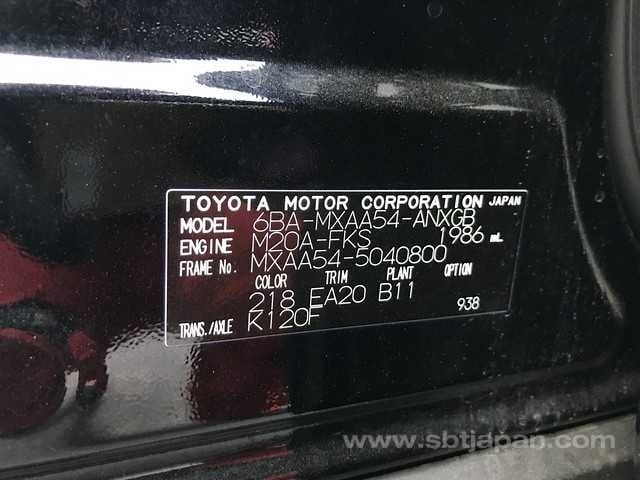 TOYOTA MOTOR CORPORATION JAPAN
MODEL 6BA-MXAA54-ANXGB
ENGINE M20A-FKS 1986 mL
FRAME No. MXAA54-5040800
COLOR TRIM PLANT OPTION
218 EA20 B11 938
TRANS./AXLE K120F
www.sbtjapan.com